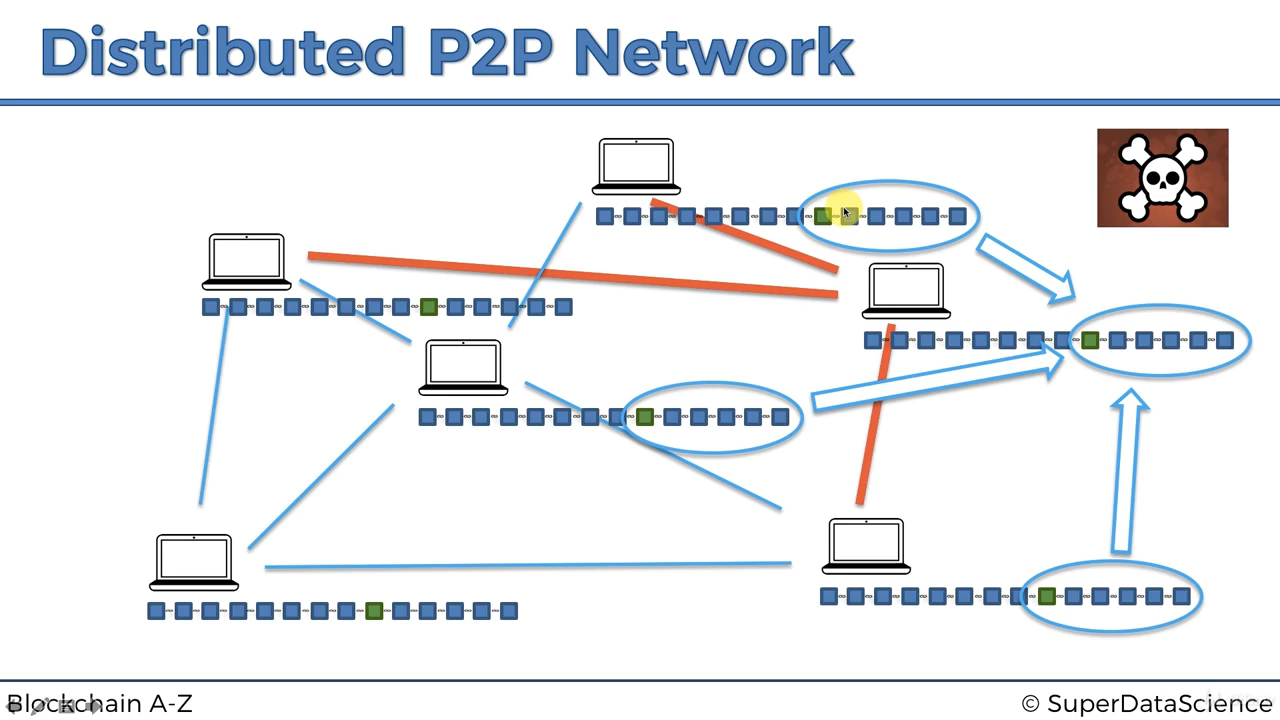 Distributed P2P Network
Blockchain A-Z
© SuperDataScience